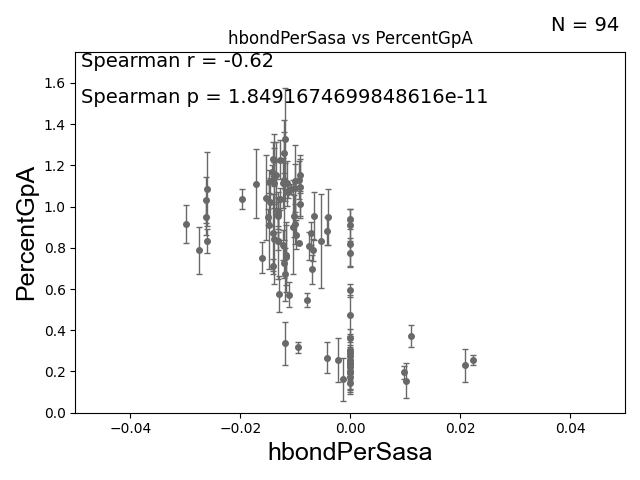 N = 94
hbondPerSasa vs PercentGpA
Spearman r = -0.62
Spearman p = 1.8491674699848616e-11
PercentGpA
1.6
1.4
1.2
1.0
0.8
0.6
0.4
0.2
0.0
−0.04 −0.02 0.00 0.02 0.04
hbondPerSasa